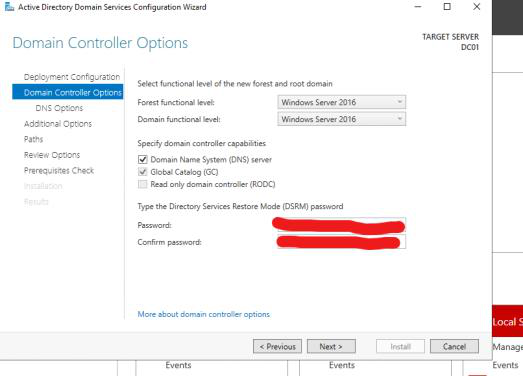 Active Directory Domain Services Configuration Wizard
Domain Controller Options
TARGET SERVER
DC01
Deployment Configuration
Domain Controller Options
DNS Options
Additional Options
Paths
Review Options
Prerequisites Check
Installation
Results
Select functional level of the new forest and root domain
Forest functional level: Windows Server 2016
Domain functional level: Windows Server 2016
Specify domain controller capabilities
Domain Name System (DNS) server
Global Catalog (GC)
Read only domain controller (RODC)
Type the Directory Services Restore Mode (DSRM) password
Password:
Confirm password:
More about domain controller options
< Previous Next > Install Cancel
Local S
Manage
Events Events Events